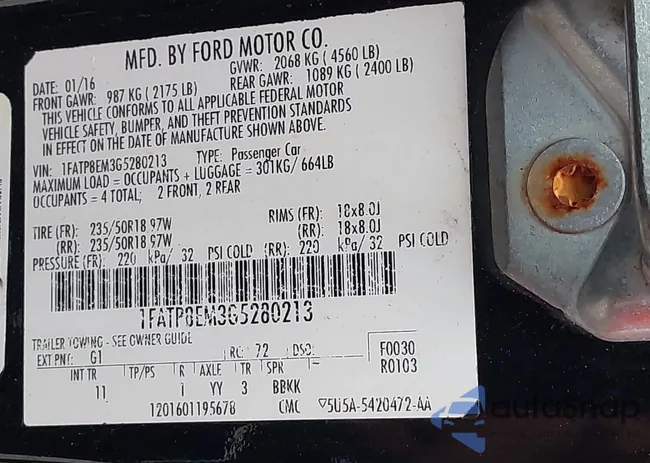 MFD. BY FORD MOTOR CO.
DATE: 01/16 GVWR: 2068 KG (4560 LB)
FRONT GAWR: 987 KG (2175 LB) REAR GAWR: 1089 KG (2400 LB)
THIS VEHICLE CONFORMS TO ALL APPLICABLE FEDERAL MOTOR
VEHICLE SAFETY, BUMPER, AND THEFT PREVENTION STANDARDS
IN EFFECT ON THE DATE OF MANUFACTURE SHOWN ABOVE.
VIN: 1FATP8EM3G5280213 TYPE: Passenger Car
MAXIMUM LOAD = OCCUPANTS + LUGGAGE = 301KG/ 664LB
OCCUPANTS = 4 TOTAL; 2 FRONT, 2 REAR
TIRE (FR): 235/50R18 97W RIMS (FR): 18x8.0J
(RR): 235/50R18 97W (RR): 18x8.0J
PRESSURE (FR): 220 kPa/ 32 PSI COLD (RR): 220 kPa/ 32 PSI COLD
1FATP8EM3G5280213
TRAILER TOWING - SEE OWNER GUIDE
EXT PNT: G1 RC: 72 DSO: F0030
INT TR TP/PS R AXLE TR SPR R0103
11 I YY 3 BBKK
1201601195678 CMC ▽5U5A-5420472-AA
AutoSnap